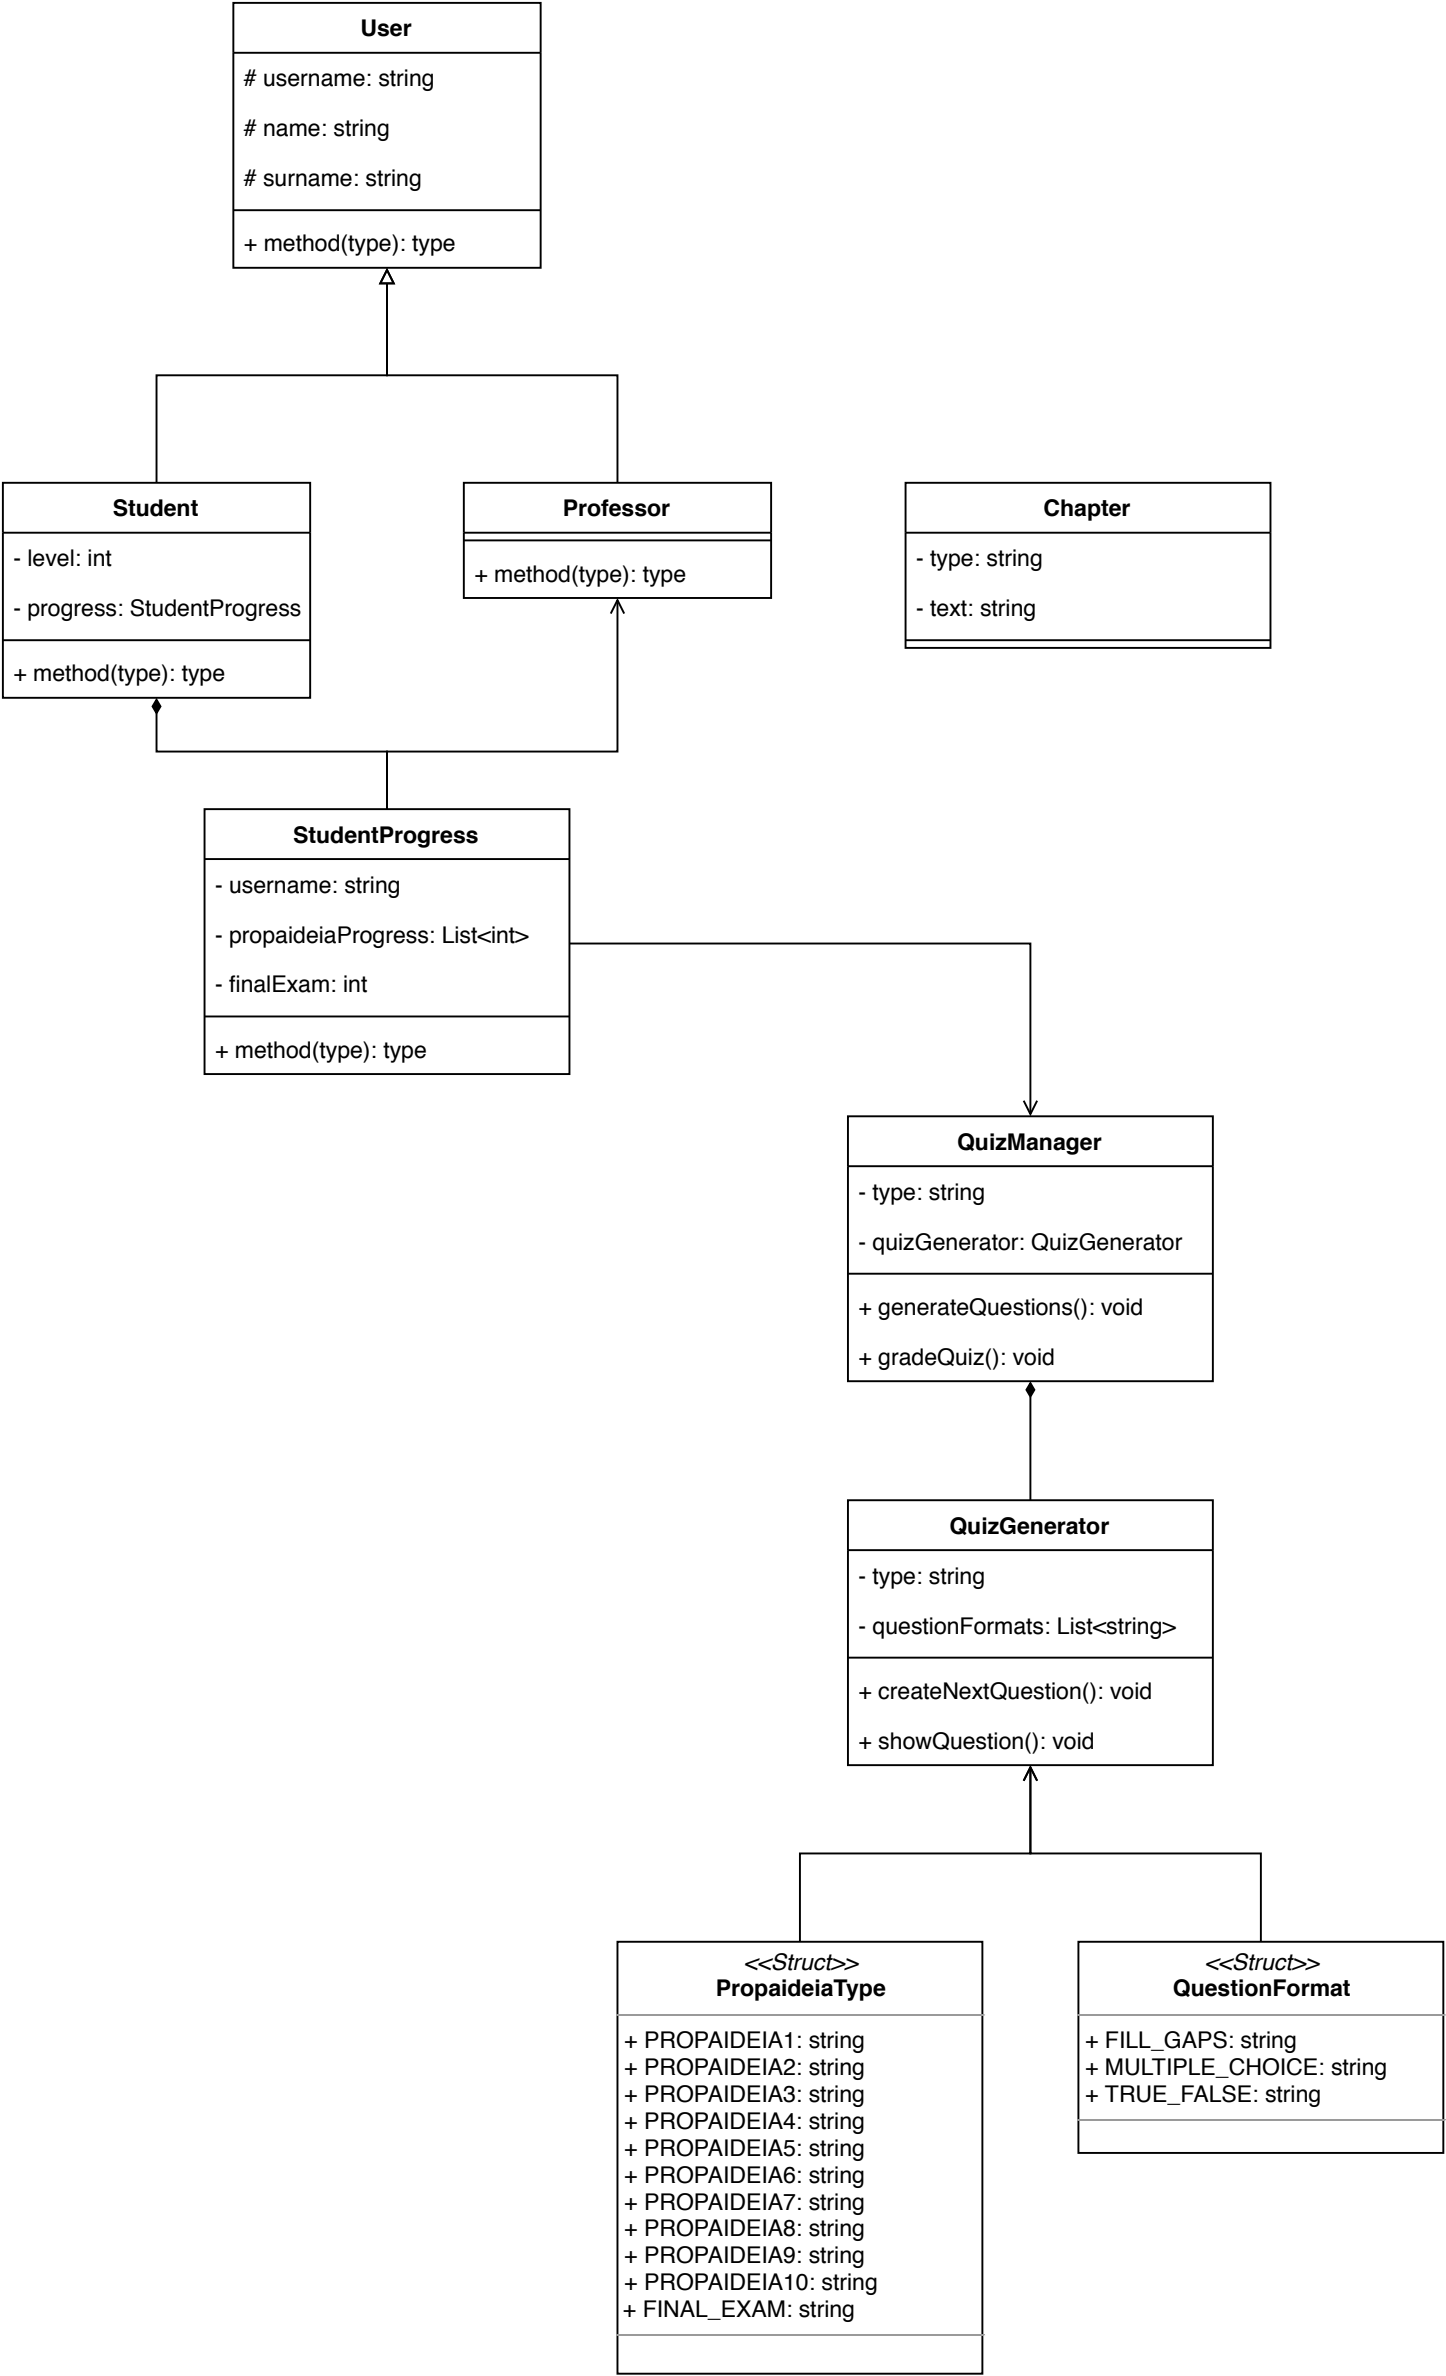 User
# username: string
# name: string
# surname: string
+ method(type): type
Student
- level: int
- progress: StudentProgress
+ method(type): type
Professor
+ method(type): type
Chapter
- type: string
- text: string
StudentProgress
- username: string
- propaideiaProgress: List<int>
- finalExam: int
+ method(type): type
QuizManager
- type: string
- quizGenerator: QuizGenerator
+ generateQuestions(): void
+ gradeQuiz(): void
QuizGenerator
- type: string
- questionFormats: List<string>
+ createNextQuestion(): void
+ showQuestion(): void
<<Struct>>
PropaideiaType
+ PROPAIDEIA1: string
+ PROPAIDEIA2: string
+ PROPAIDEIA3: string
+ PROPAIDEIA4: string
+ PROPAIDEIA5: string
+ PROPAIDEIA6: string
+ PROPAIDEIA7: string
+ PROPAIDEIA8: string
+ PROPAIDEIA9: string
+ PROPAIDEIA10: string
+ FINAL_EXAM: string
<<Struct>>
QuestionFormat
+ FILL_GAPS: string
+ MULTIPLE_CHOICE: string
+ TRUE_FALSE: string